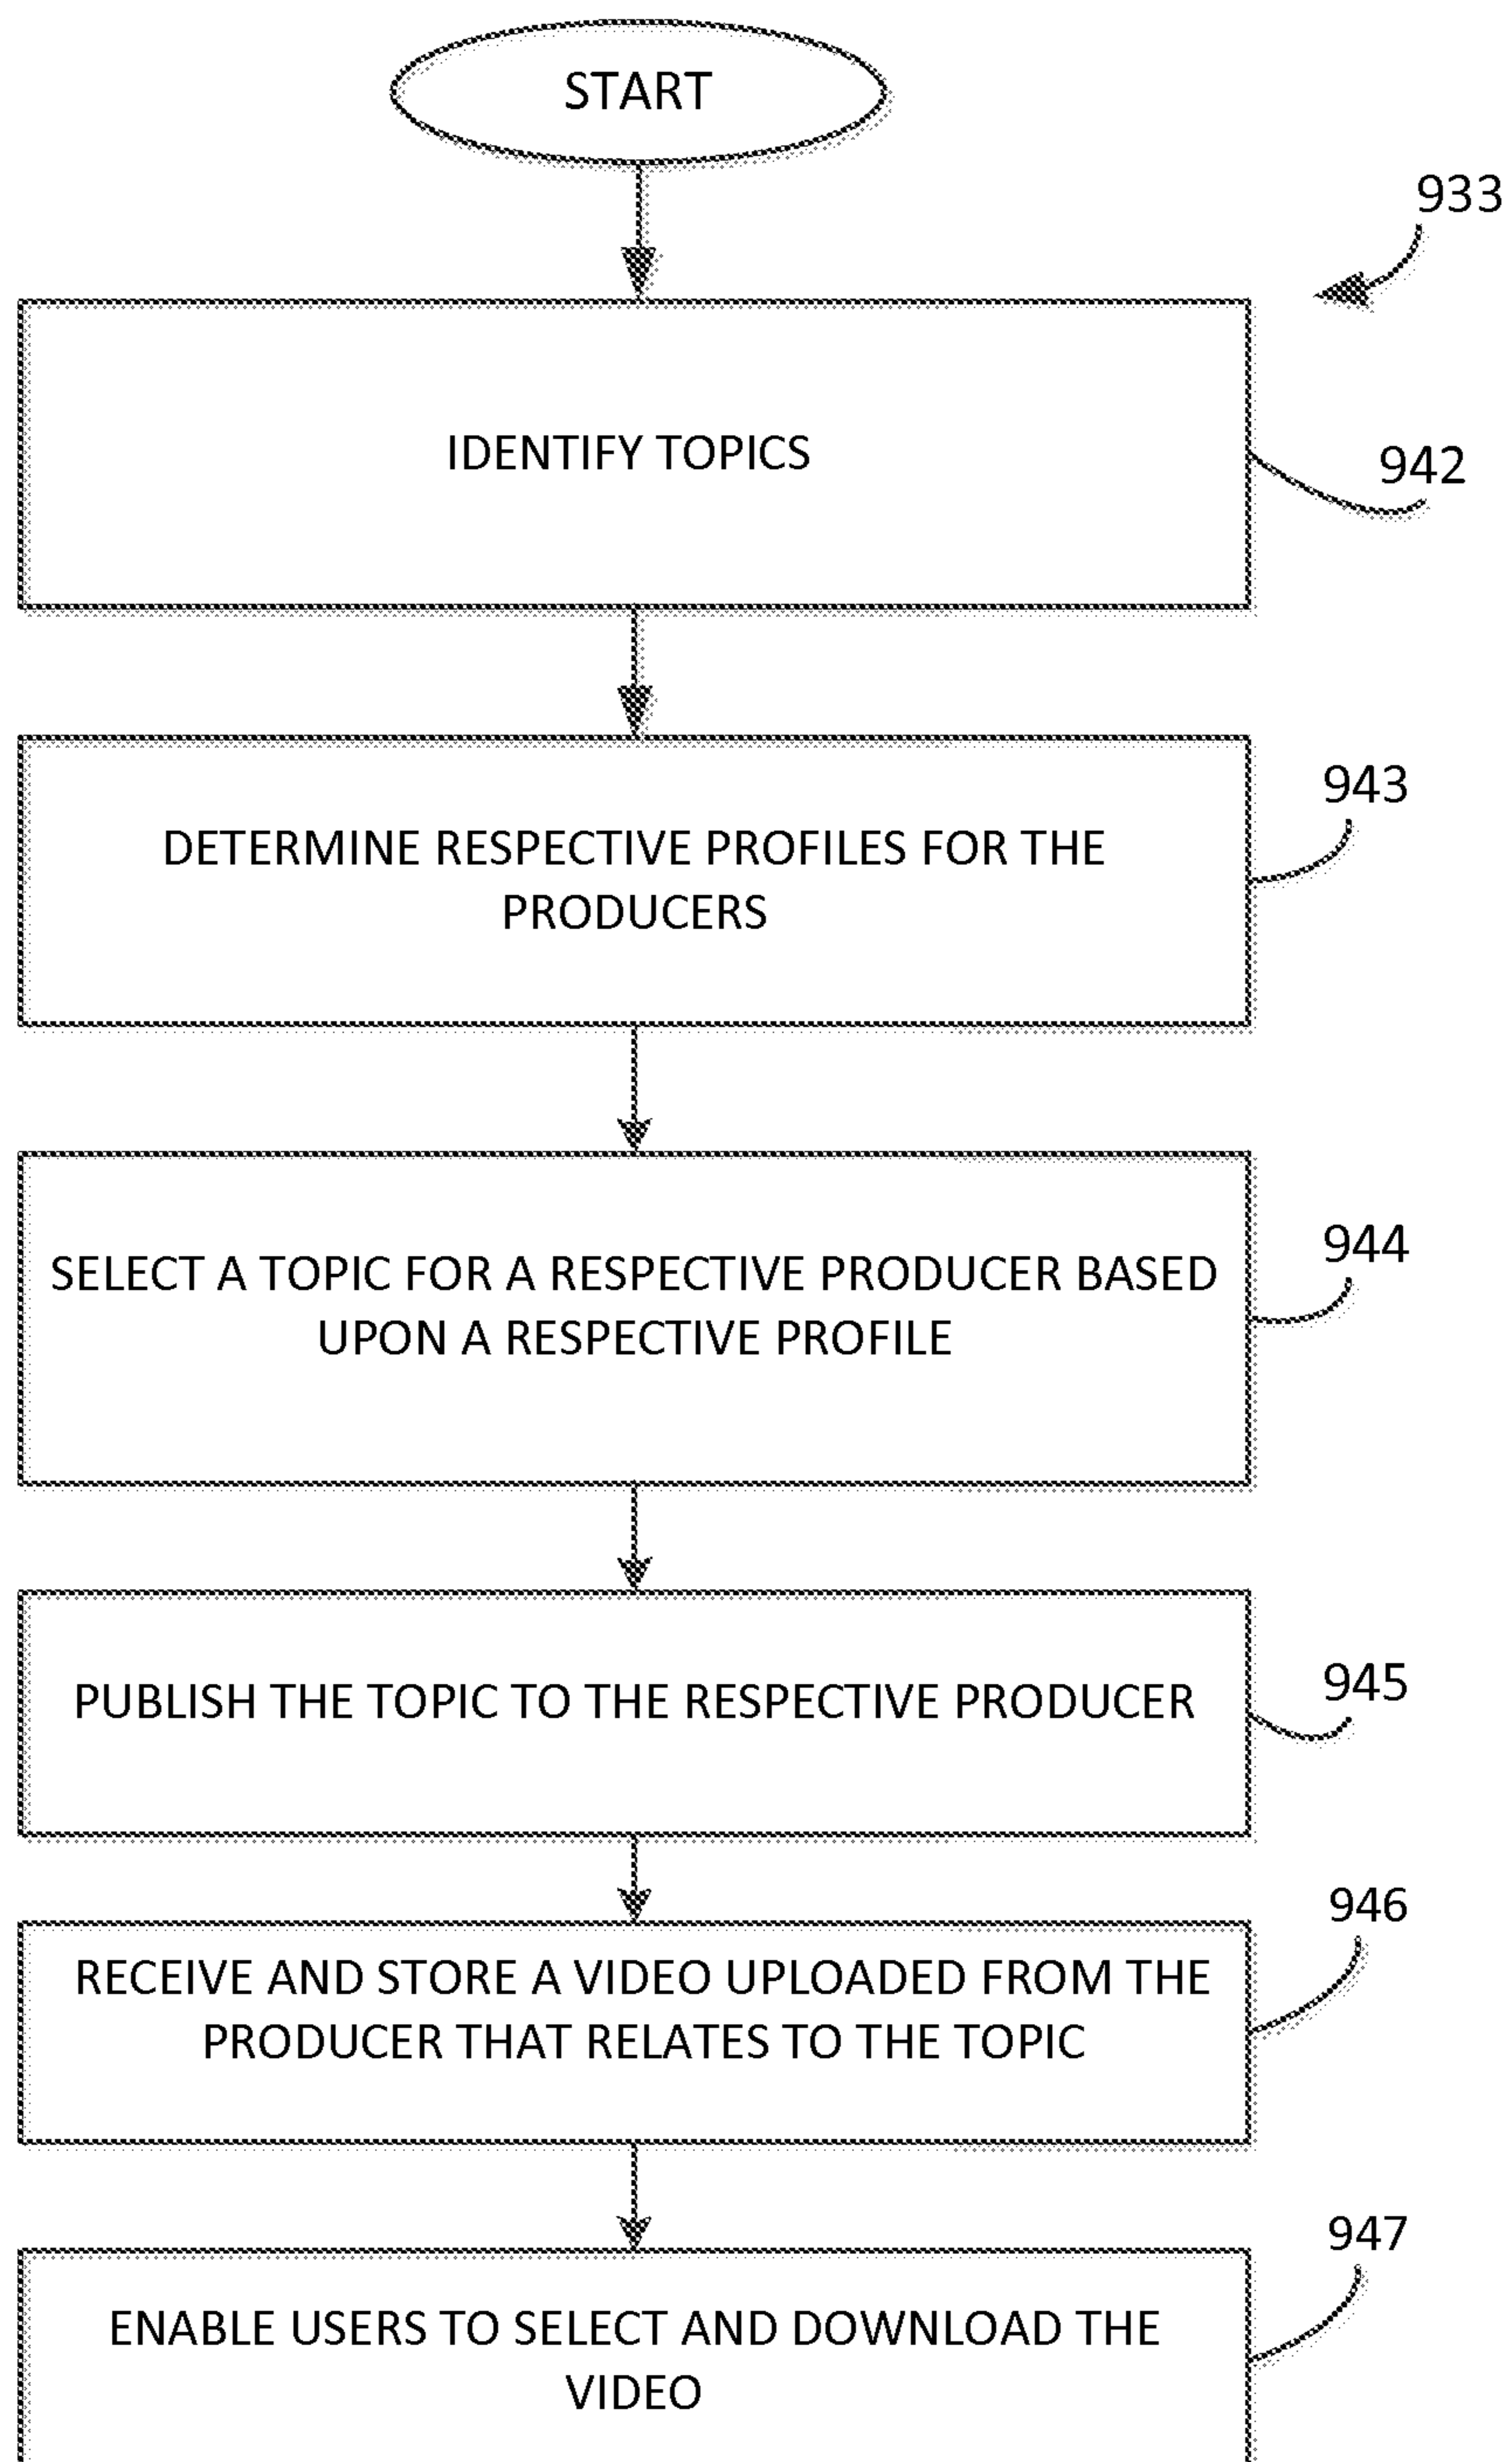 START
933
IDENTIFY TOPICS
942
943
DETERMINE RESPECTIVE PROFILES FOR THE
PRODUCERS
944
SELECT A TOPIC FOR A RESPECTIVE PRODUCER BASED
UPON A RESPECTIVE PROFILE
945
PUBLISH THE TOPIC TO THE RESPECTIVE PRODUCER
946
RECEIVE AND STORE A VIDEO UPLOADED FROM THE
PRODUCER THAT RELATES TO THE TOPIC
947
ENABLE USERS TO SELECT AND DOWNLOAD THE
VIDEO